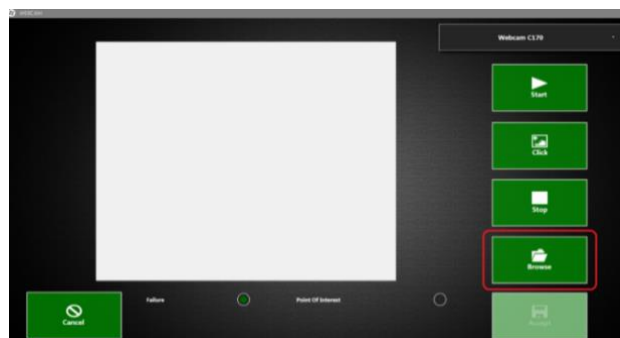 Webcam C170
Start
Click
Stop
Browse
Failure
Point Of Interest
Cancel
Accept